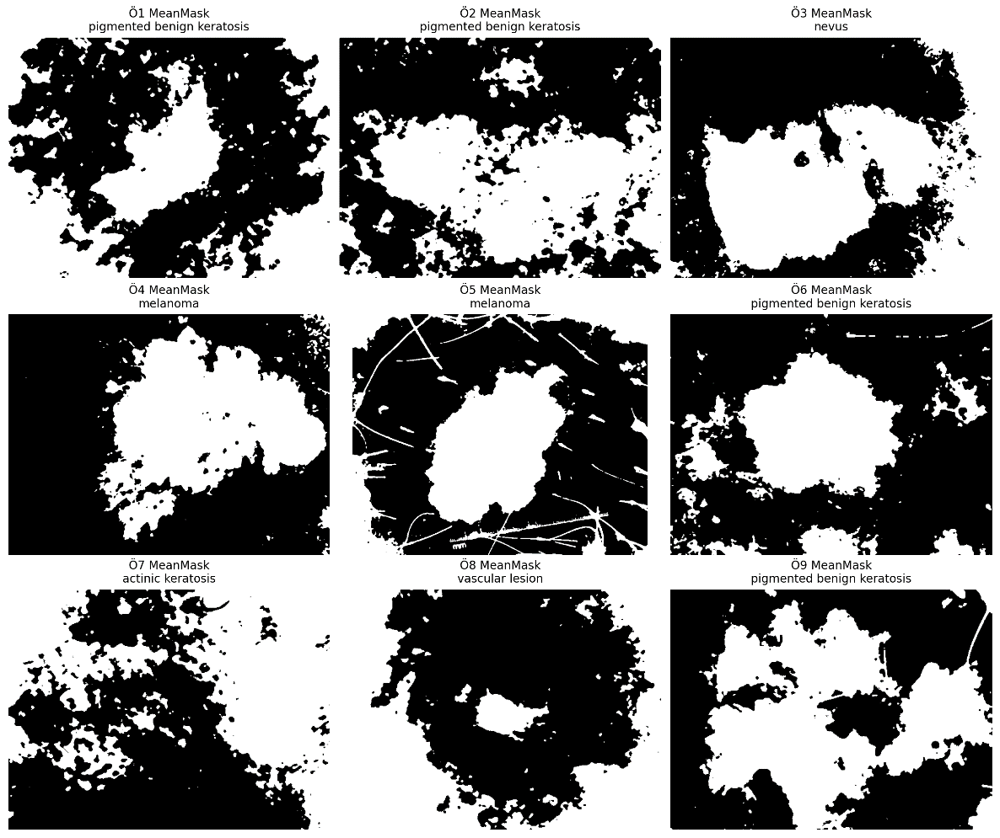 Ö1 MeanMask
pigmented benign keratosis
Ö2 MeanMask
pigmented benign keratosis
Ö3 MeanMask
nevus
Ö4 MeanMask
melanoma
Ö5 MeanMask
melanoma
Ö6 MeanMask
pigmented benign keratosis
Ö7 MeanMask
actinic keratosis
Ö8 MeanMask
vascular lesion
Ö9 MeanMask
pigmented benign keratosis